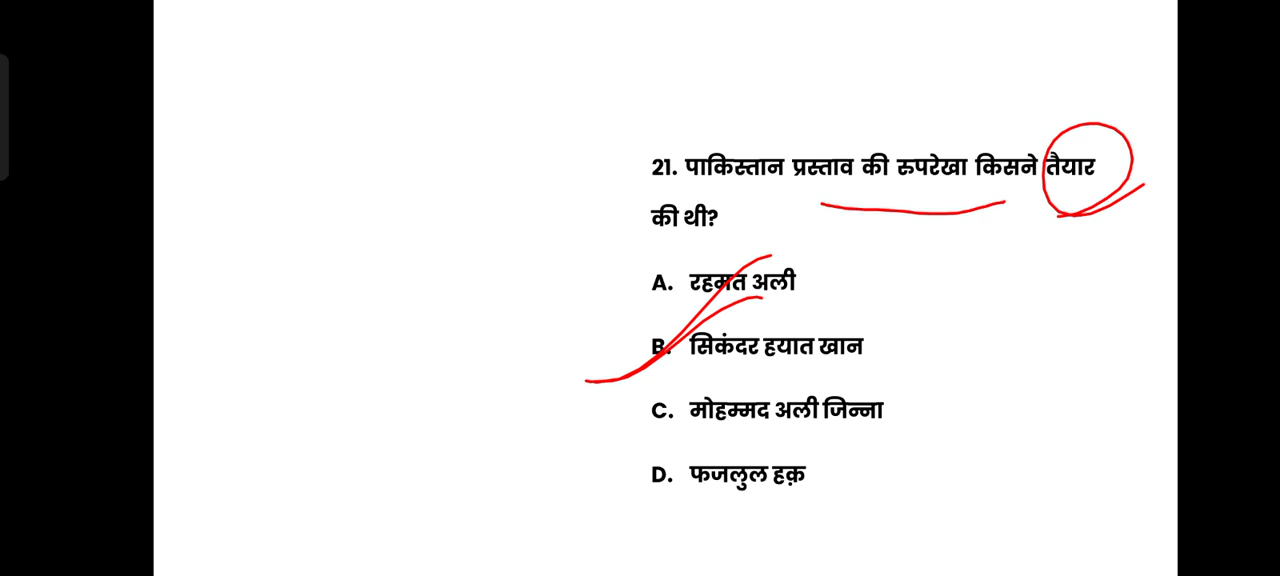 21. पाकिस्तान प्रस्ताव की रुपरेखा किसने तैयार
की थी?
A. रहमत अली
B. सिकंदर हयात खान
C. मोहम्मद अली जिन्ना
D. फजलुल हक़